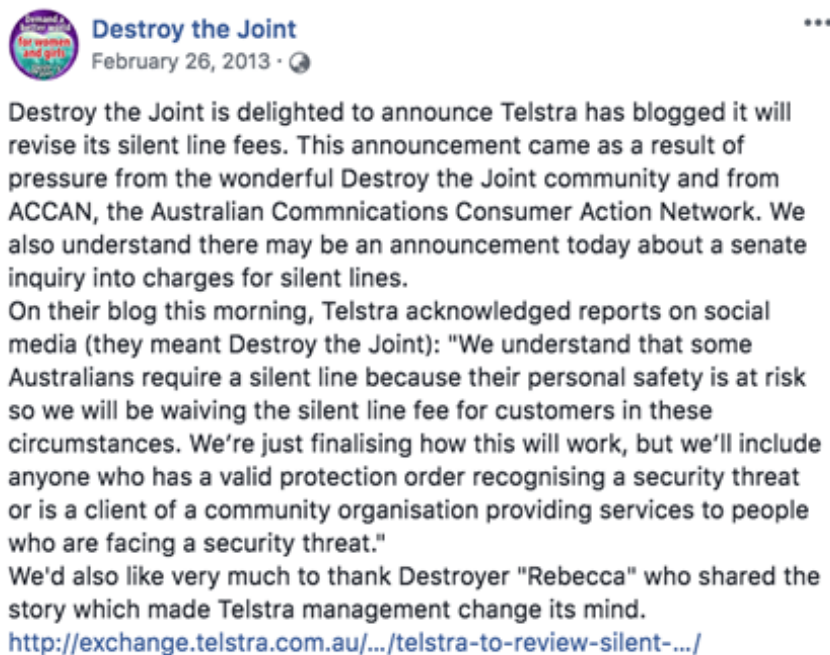 Demand a
better world
for women
and girls
Destroy the Joint
February 26, 2013 ·
Destroy the Joint is delighted to announce Telstra has blogged it will
revise its silent line fees. This announcement came as a result of
pressure from the wonderful Destroy the Joint community and from
ACCAN, the Australian Commnications Consumer Action Network. We
also understand there may be an announcement today about a senate
inquiry into charges for silent lines.
On their blog this morning, Telstra acknowledged reports on social
media (they meant Destroy the Joint): "We understand that some
Australians require a silent line because their personal safety is at risk
so we will be waiving the silent line fee for customers in these
circumstances. We’re just finalising how this will work, but we’ll include
anyone who has a valid protection order recognising a security threat
or is a client of a community organisation providing services to people
who are facing a security threat."
We'd also like very much to thank Destroyer "Rebecca" who shared the
story which made Telstra management change its mind.
http://exchange.telstra.com.au/…/telstra-to-review-silent-…/